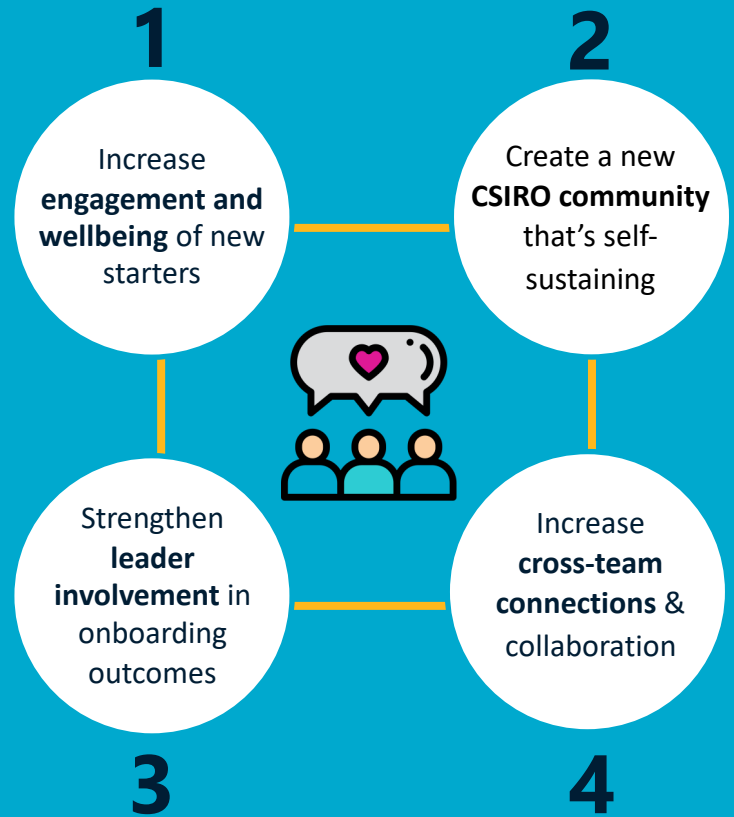 1
Increase
engagement and
wellbeing of new
starters
2
Create a new
CSIRO community
that's self-
sustaining
3
Strengthen
leader
involvement in
onboarding
outcomes
4
Increase
cross-team
connections &
collaboration